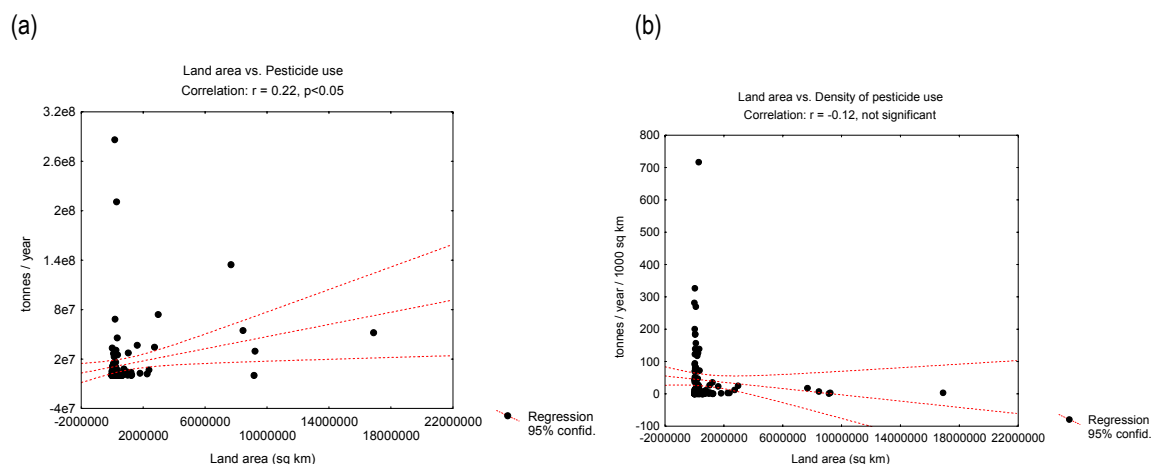 (a)
Land area vs. Pesticide use
Correlation: r = 0.22, p<0.05
tonnes / year
3.2e8
2.6e8
2e8
1.4e8
8e7
2e7
-4e7
-2000000 2000000 6000000 10000000 14000000 18000000 22000000
Land area (sq km)
Regression
95% confid.
(b)
Land area vs. Density of pesticide use
Correlation: r = -0.12, not significant
tonnes / year / 1000 sq km
800
700
600
500
400
300
200
100
0
-100
-2000000 2000000 6000000 10000000 14000000 18000000 22000000
Land area (sq km)
Regression
95% confid.